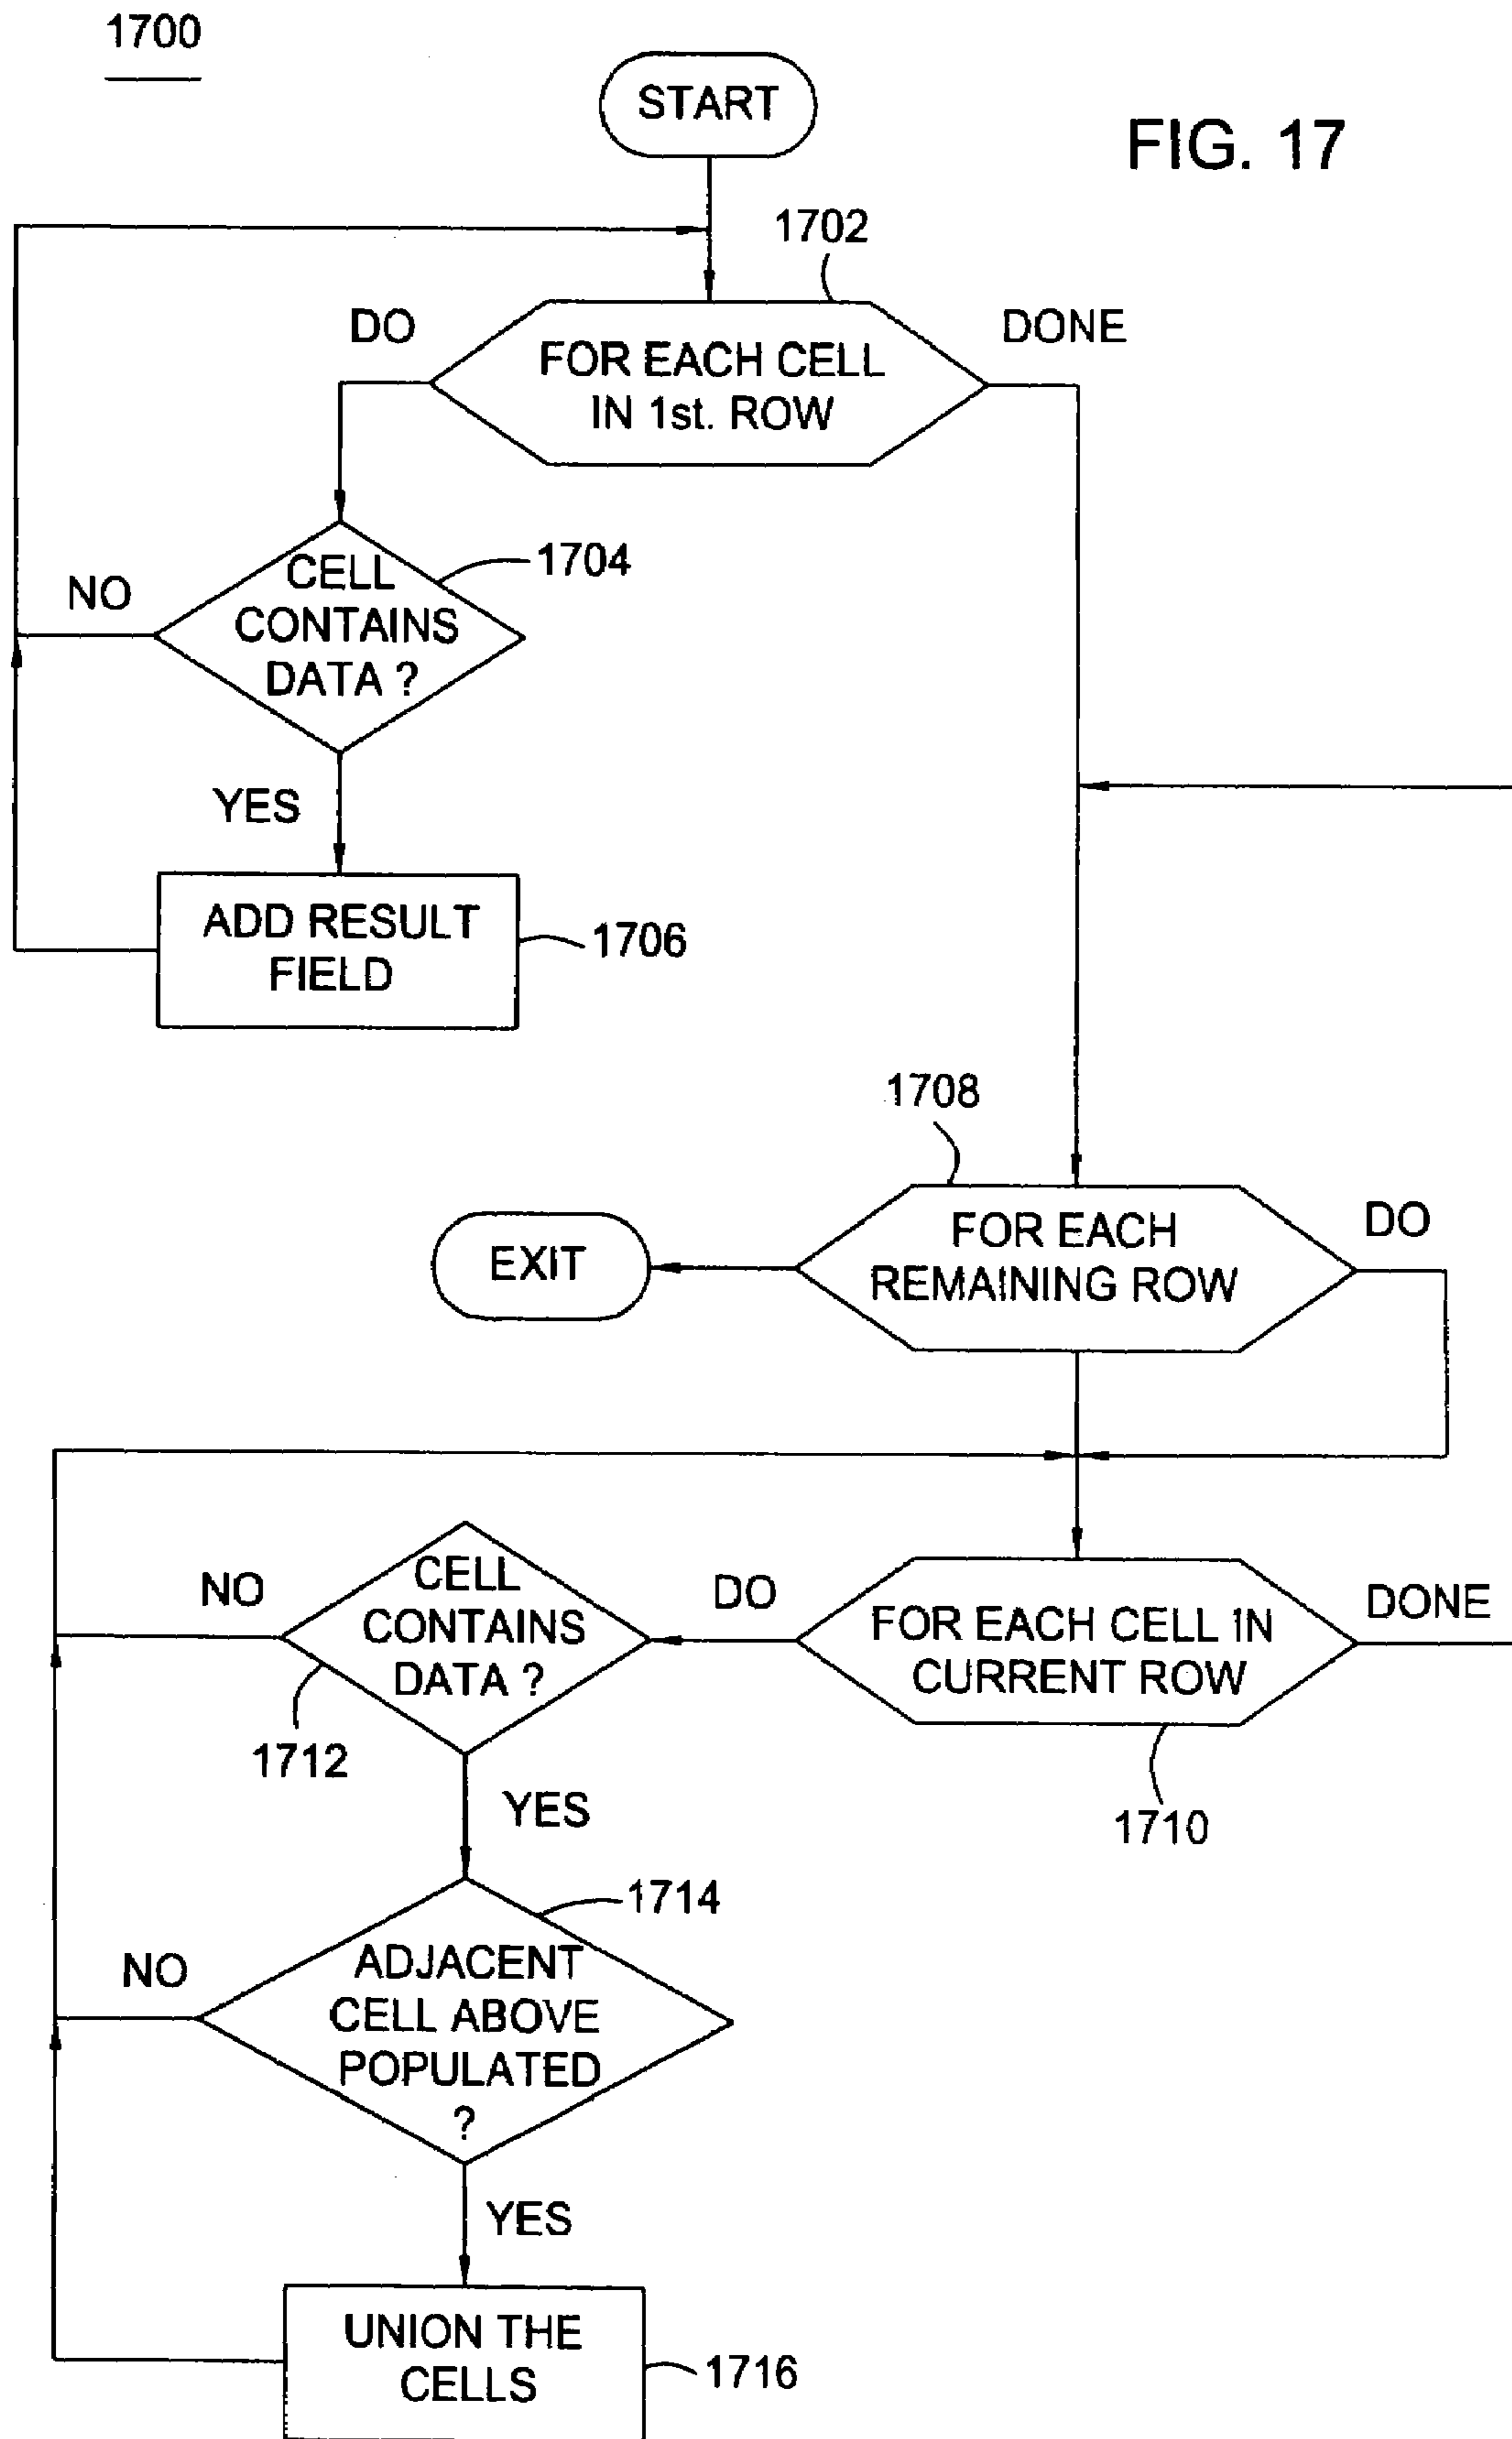 1700
START
FIG. 17
1702
DO
DONE
FOR EACH CELL
IN 1st. ROW
1704
NO
CELL
CONTAINS
DATA ?
YES
ADD RESULT
FIELD
1706
1708
EXIT
FOR EACH
REMAINING ROW
DO
NO
CELL
CONTAINS
DATA ?
DO
FOR EACH CELL IN
CURRENT ROW
DONE
1712
1710
YES
1714
NO
ADJACENT
CELL ABOVE
POPULATED
?
YES
UNION THE
CELLS
1716